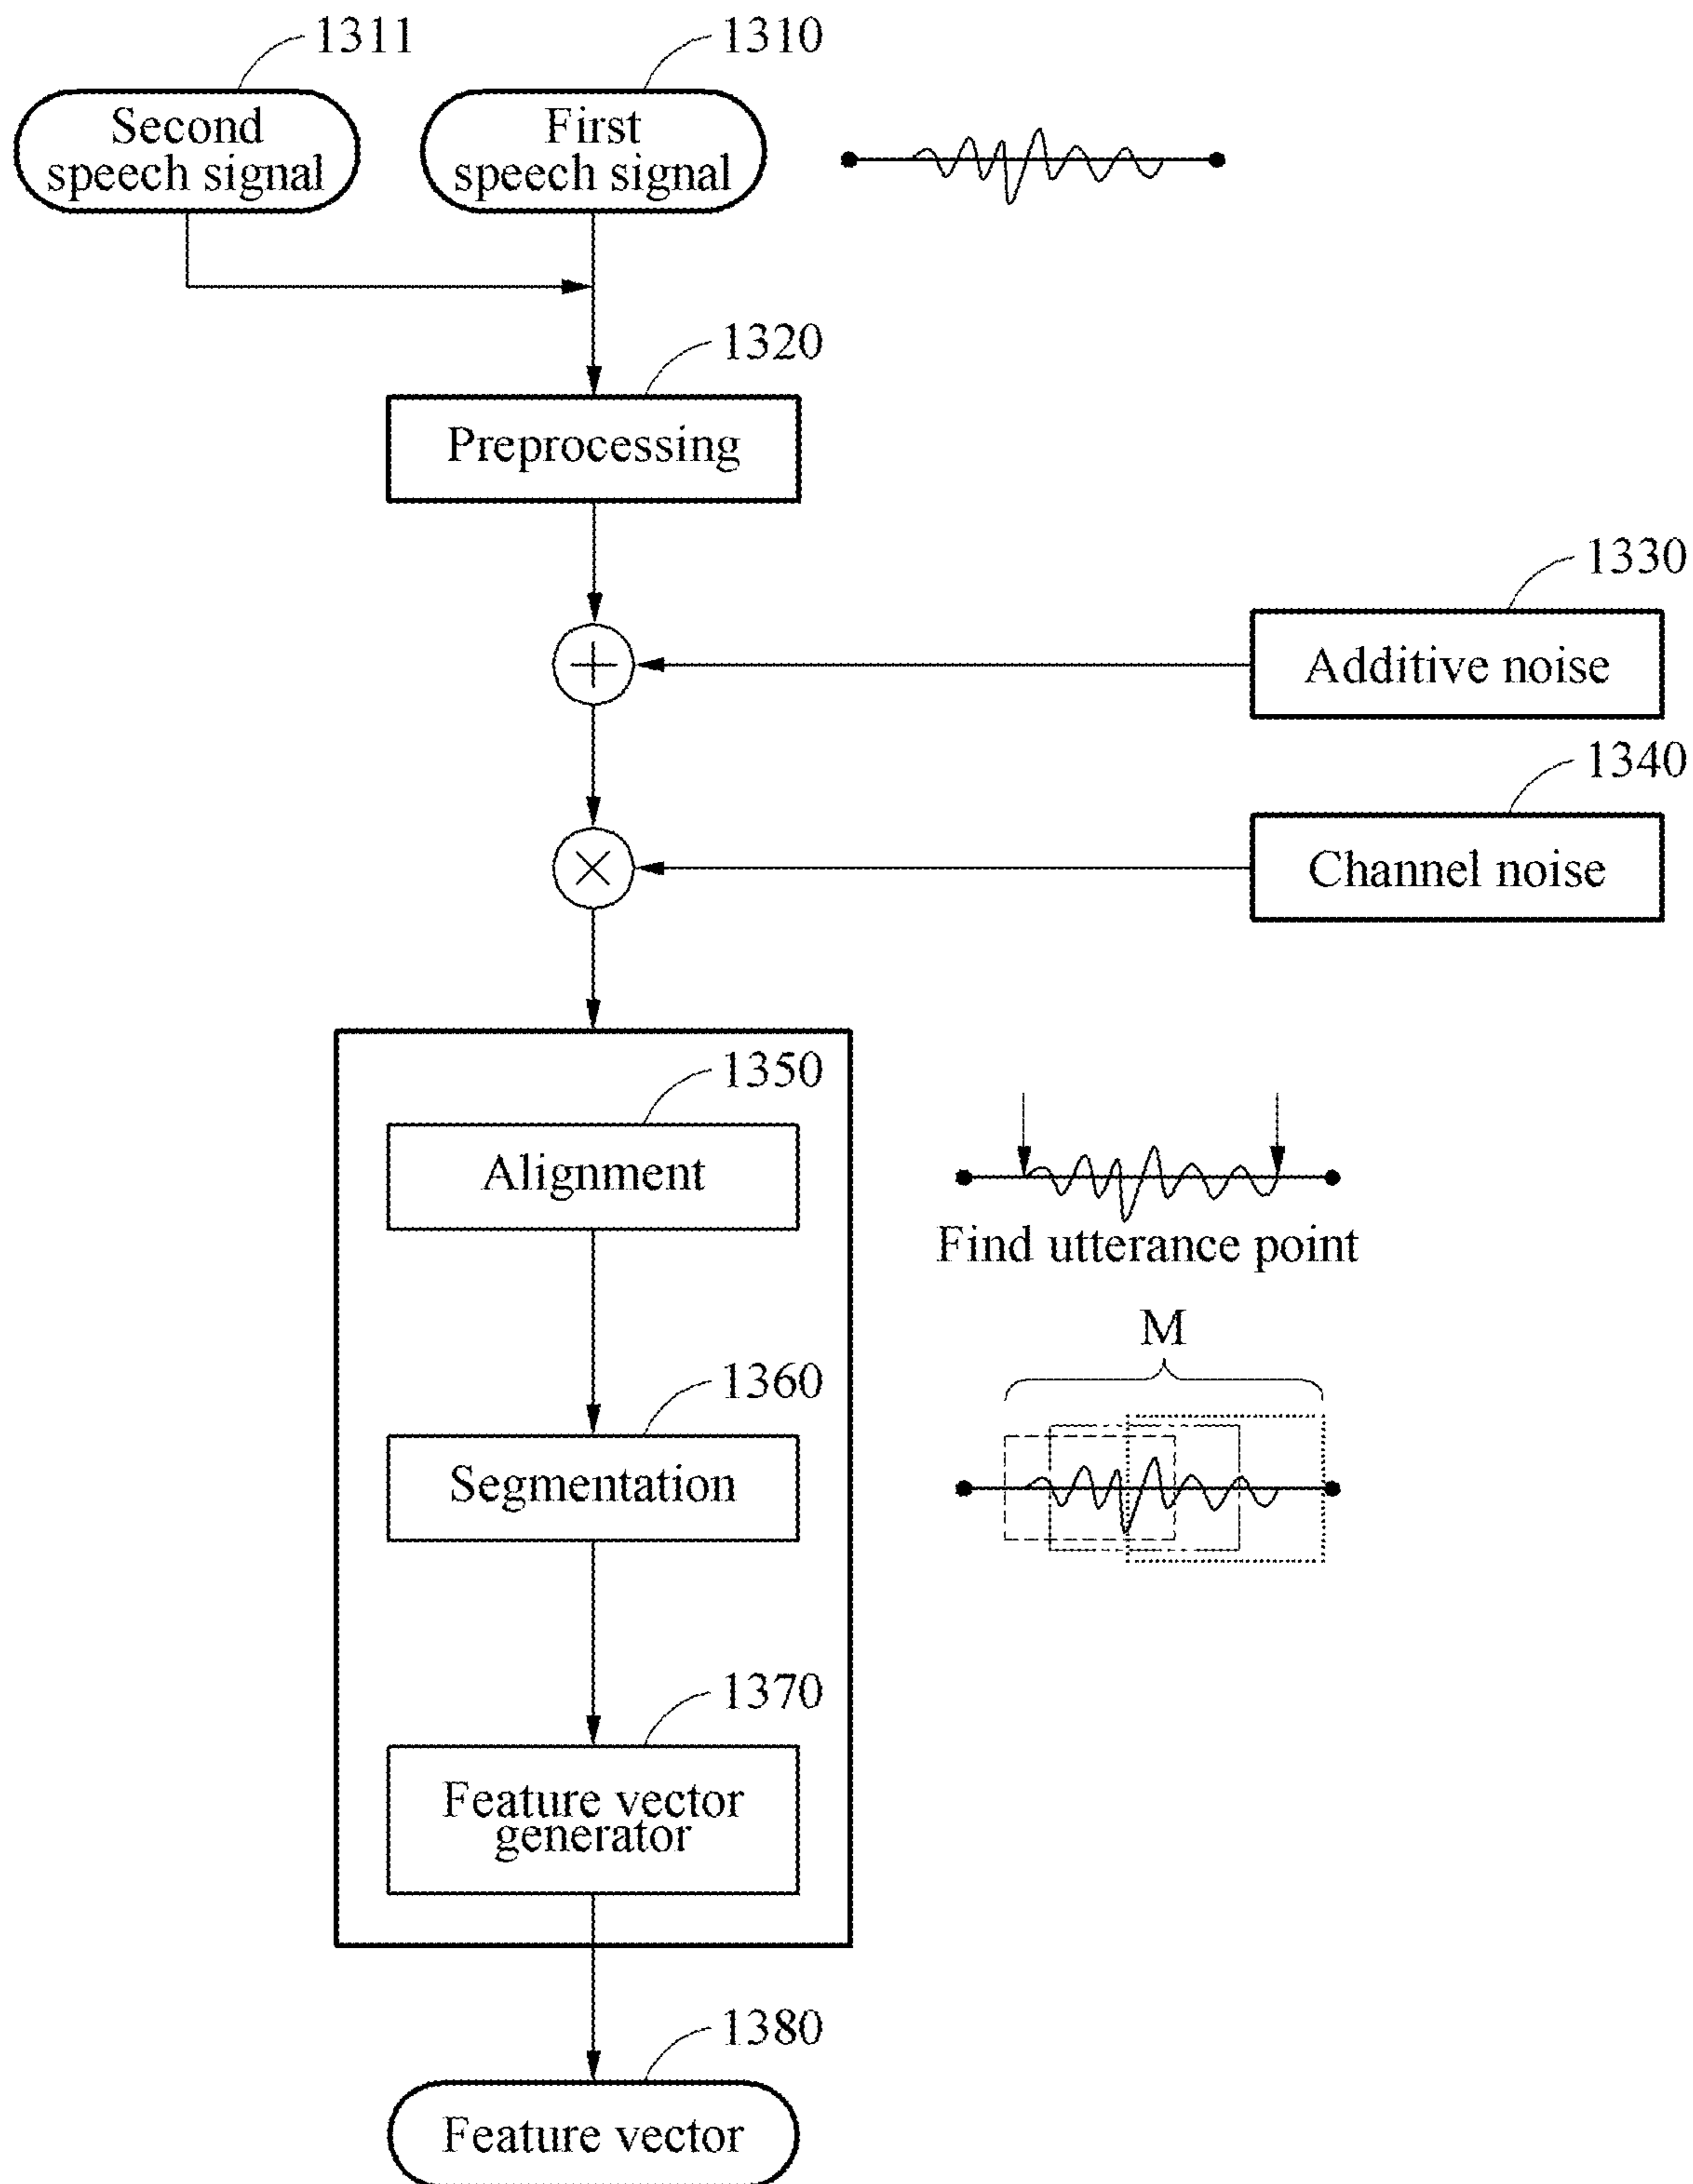 1311
1310
Second
speech signal
First
speech signal
1320
Preprocessing
1330
Additive noise
1340
Channel noise
1350
Alignment
Find utterance point
M
1360
Segmentation
1370
Feature vector
generator
1380
Feature vector